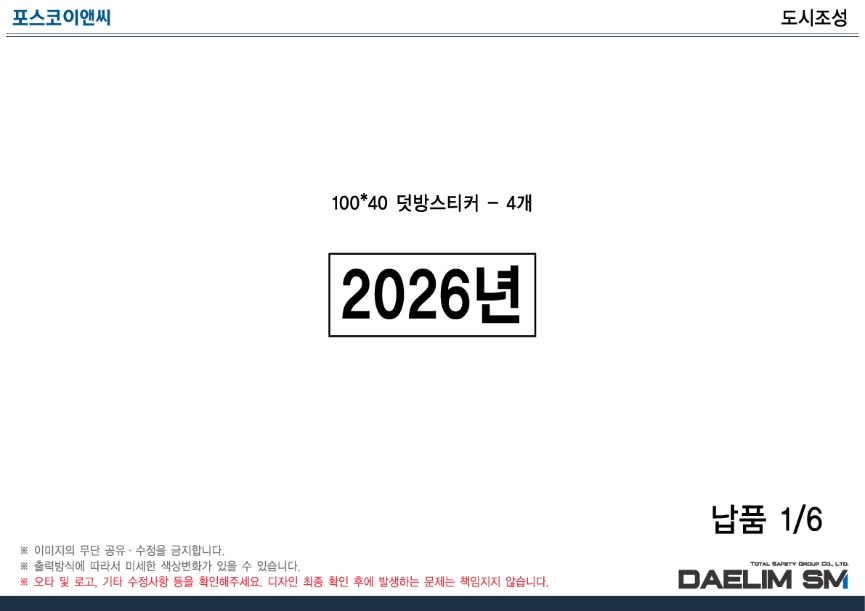 포스코이앤씨
도시조성
100*40 덧방스티커 - 4개
2026년
납품 1/6
※ 이미지의 무단 공유·수정을 금지합니다.
※ 출력방식에 따라서 미세한 색상변화가 있을 수 있습니다.
※ 오타 및 로고, 기타 수정사항 등을 확인해주세요. 디자인 최종 확인 후에 발생하는 문제는 책임지지 않습니다.
TOTAL SAFETY GROUP CO., LTD.
DAELIM SM